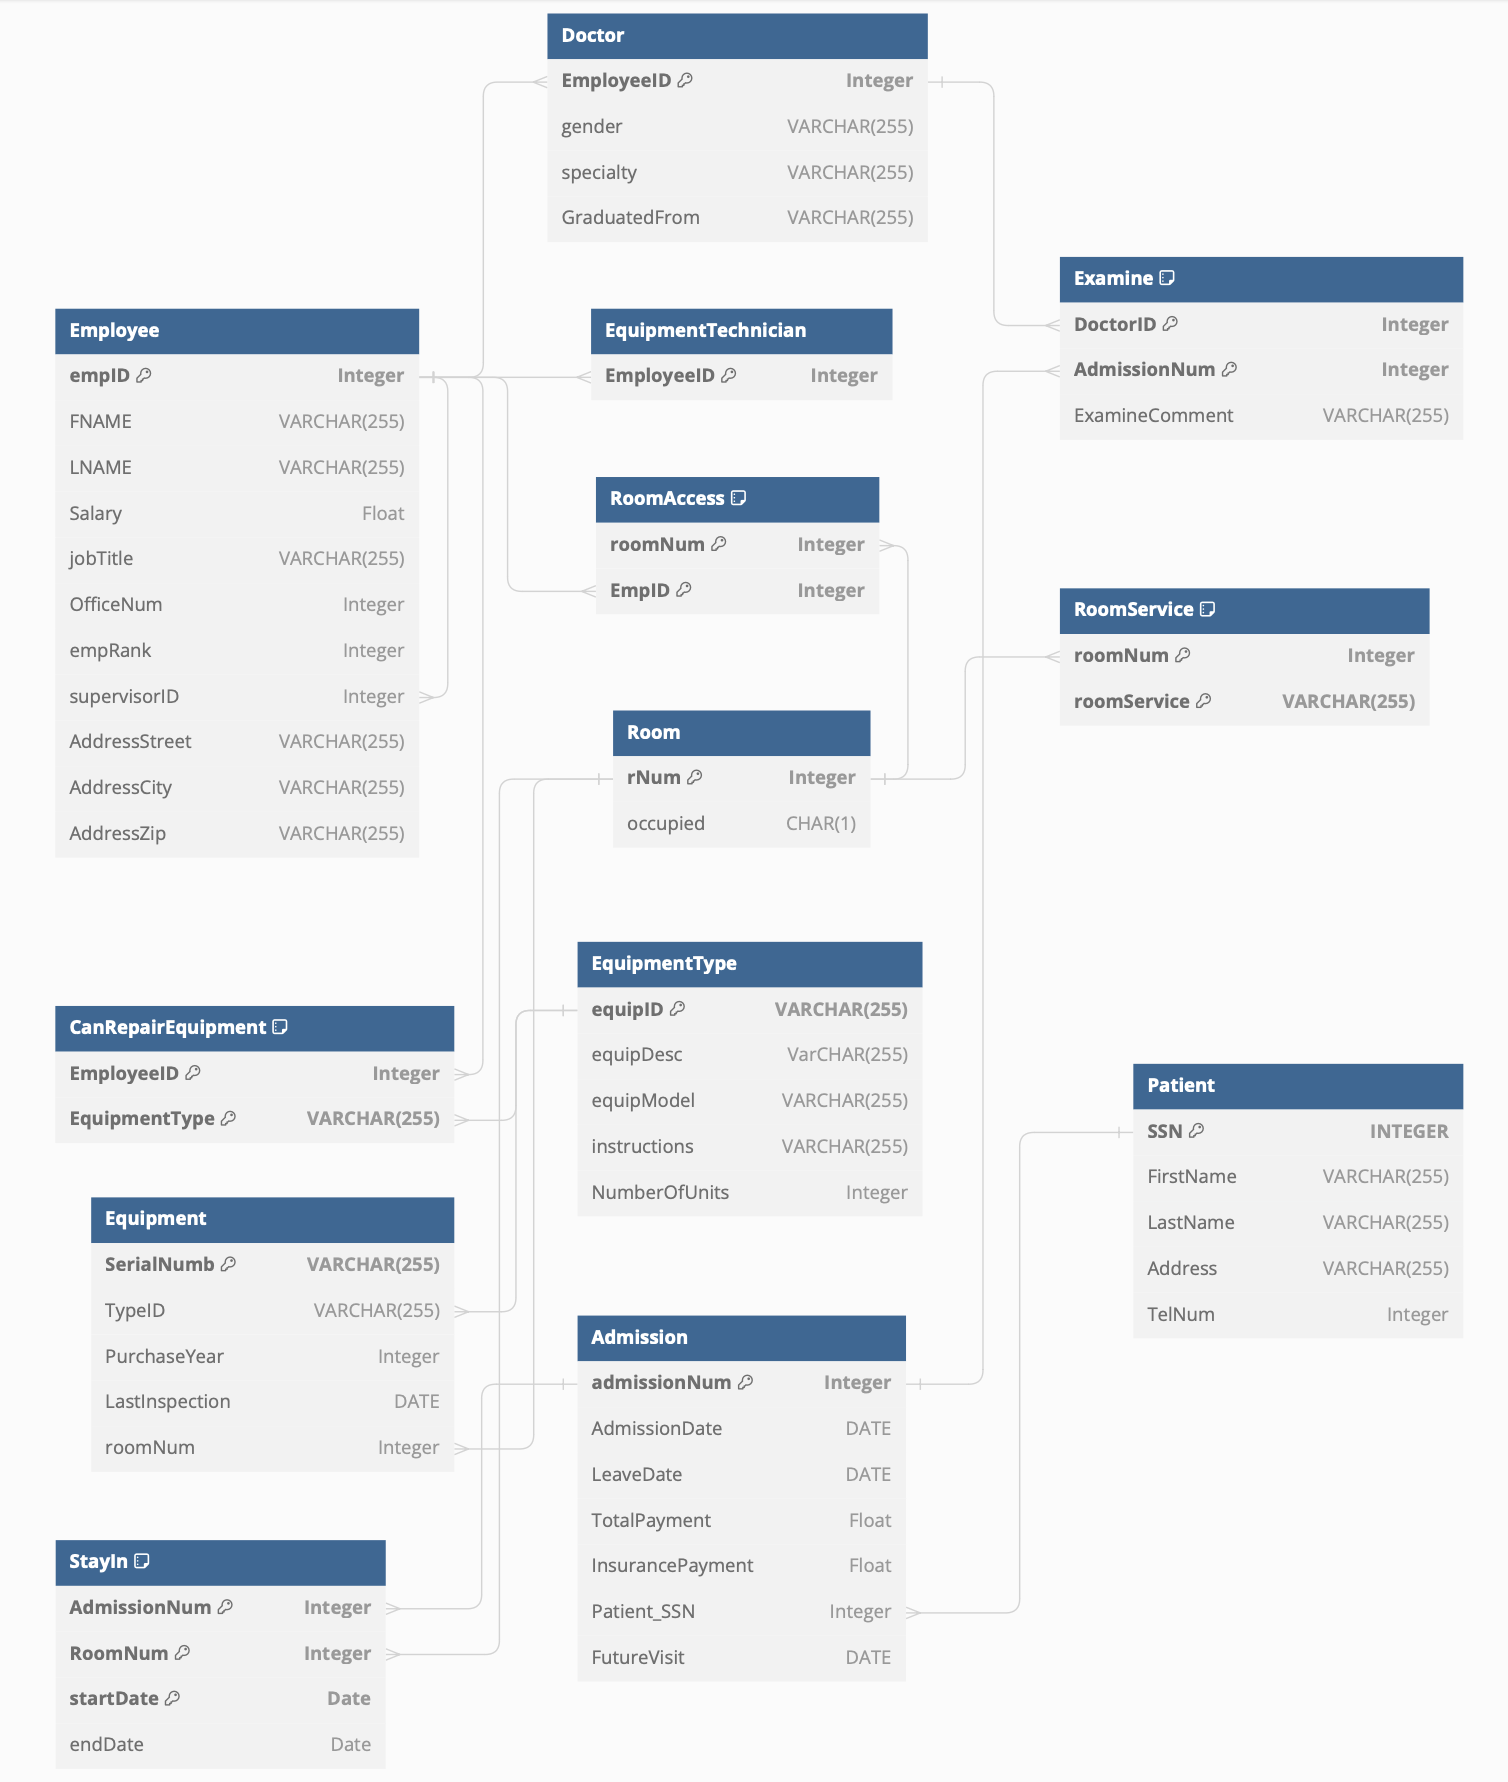 Doctor
EmployeeID Integer
gender VARCHAR(255)
specialty VARCHAR(255)
GraduatedFrom VARCHAR(255)
Examine
DoctorID Integer
AdmissionNum Integer
ExamineComment VARCHAR(255)
Employee
empID Integer
FNAME VARCHAR(255)
LNAME VARCHAR(255)
Salary Float
jobTitle VARCHAR(255)
OfficeNum Integer
empRank Integer
supervisorID Integer
AddressStreet VARCHAR(255)
AddressCity VARCHAR(255)
AddressZip VARCHAR(255)
EquipmentTechnician
EmployeeID Integer
RoomAccess
roomNum Integer
EmpID Integer
RoomService
roomNum Integer
roomService VARCHAR(255)
Room
rNum Integer
occupied CHAR(1)
EquipmentType
equipID VARCHAR(255)
equipDesc VarCHAR(255)
equipModel VARCHAR(255)
instructions VARCHAR(255)
NumberOfUnits Integer
CanRepairEquipment
EmployeeID Integer
EquipmentType VARCHAR(255)
Patient
SSN INTEGER
FirstName VARCHAR(255)
LastName VARCHAR(255)
Address VARCHAR(255)
TelNum Integer
Equipment
SerialNumb VARCHAR(255)
TypeID VARCHAR(255)
PurchaseYear Integer
LastInspection DATE
roomNum Integer
Admission
admissionNum Integer
AdmissionDate DATE
LeaveDate DATE
TotalPayment Float
InsurancePayment Float
Patient_SSN Integer
FutureVisit DATE
StayIn
AdmissionNum Integer
RoomNum Integer
startDate Date
endDate Date